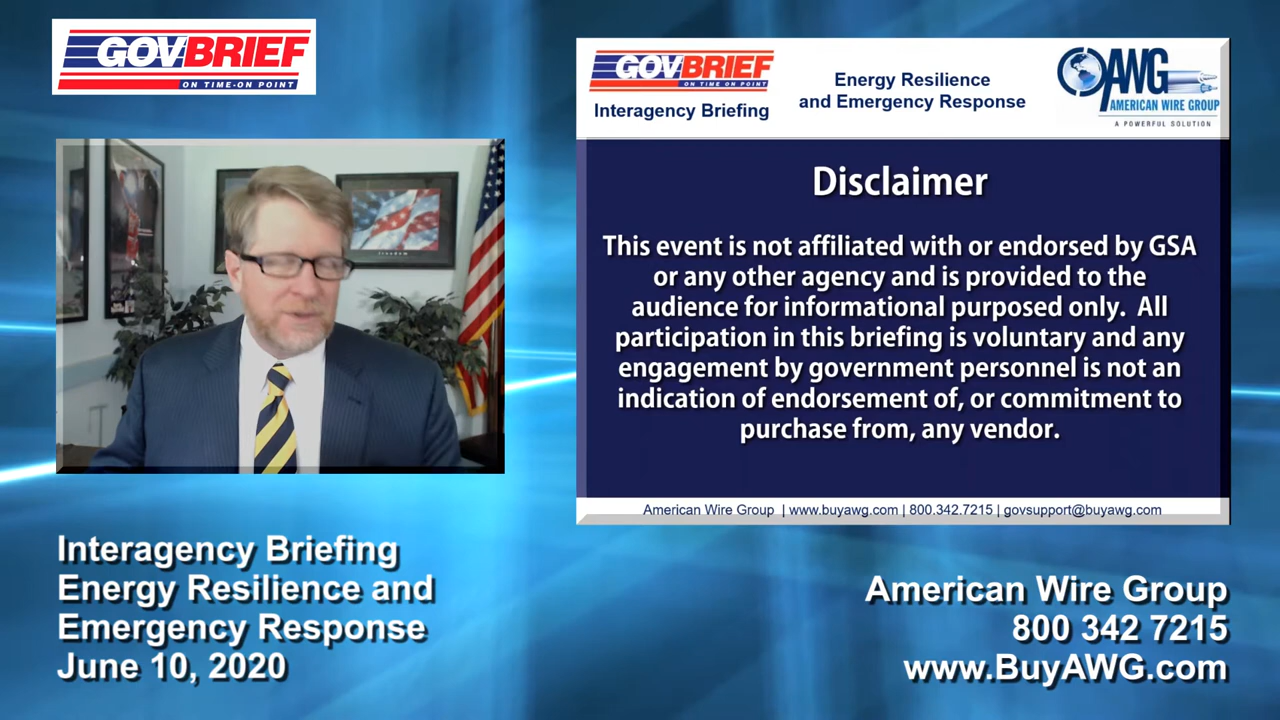 GOVBRIEF
ON TIME-ON POINT
freedom
Interagency Briefing
Energy Resilience and
Emergency Response
June 10, 2020
GOVBRIEF
ON TIME-ON POINT
Interagency Briefing
Energy Resilience
and Emergency Response
AWG
AMERICAN WIRE GROUP
A POWERFUL SOLUTION
Disclaimer
This event is not affiliated with or endorsed by GSA
or any other agency and is provided to the
audience for informational purposed only. All
participation in this briefing is voluntary and any
engagement by government personnel is not an
indication of endorsement of, or commitment to
purchase from, any vendor.
American Wire Group | www.buyawg.com | 800.342.7215 | govsupport@buyawg.com
American Wire Group
800 342 7215
www.BuyAWG.com